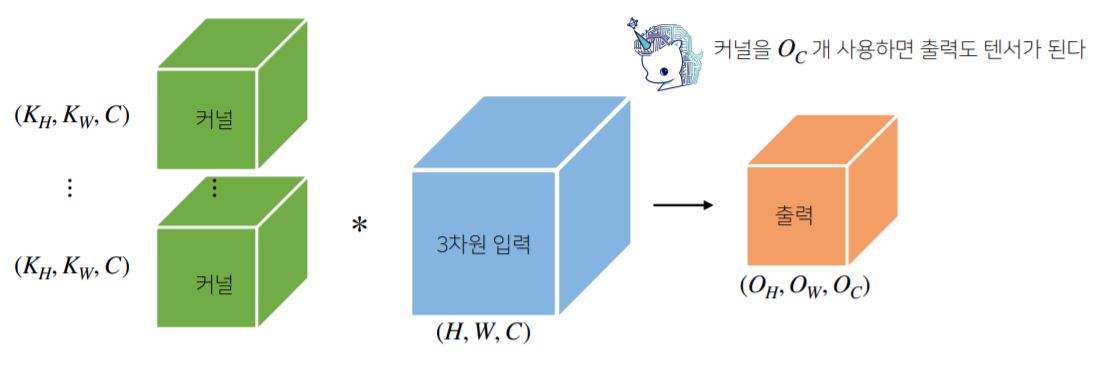 커널을 O_C 개 사용하면 출력도 텐서가 된다
(K_H, K_W, C)
커널
⋮
⋮
(K_H, K_W, C)
커널
*
3차원 입력
(H, W, C)
출력
(O_H, O_W, O_C)